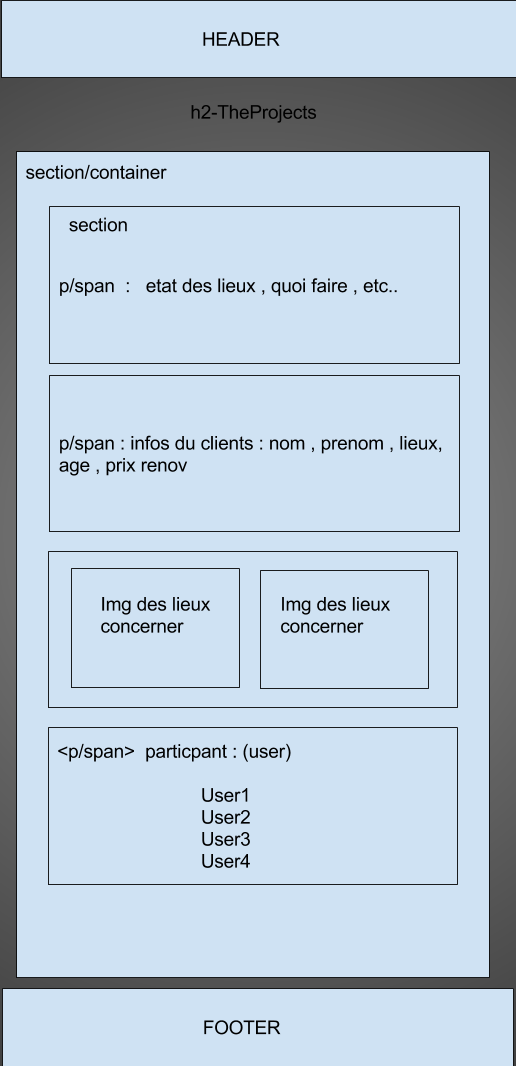 HEADER
h2-TheProjects
section/container
section
p/span : etat des lieux , quoi faire , etc..
p/span : infos du clients : nom , prenom , lieux,
age , prix renov
Img des lieux
concerner
Img des lieux
concerner
<p/span> particpant : (user)
User1
User2
User3
User4
FOOTER